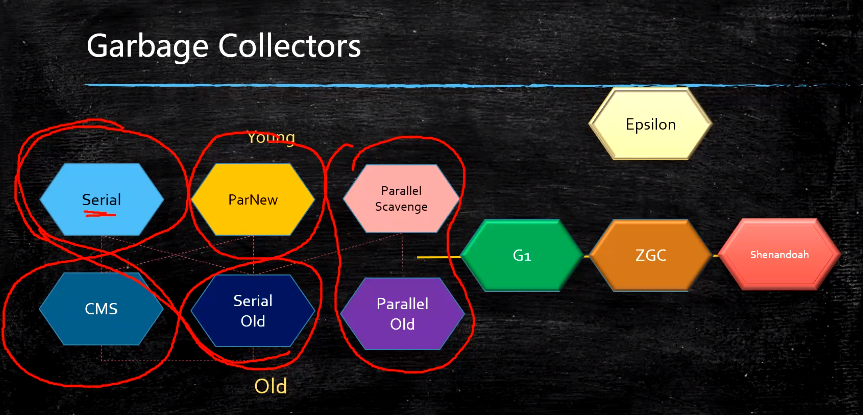 Garbage Collectors
Epsilon
Young
Serial
ParNew
Parallel
Scavenge
G1
ZGC
Shenandoah
CMS
Serial
Old
Parallel
Old
Old